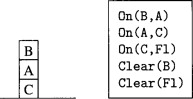 B
A
C
On(B,A)
On(A,C)
On(C,Fl)
Clear(B)
Clear(Fl)